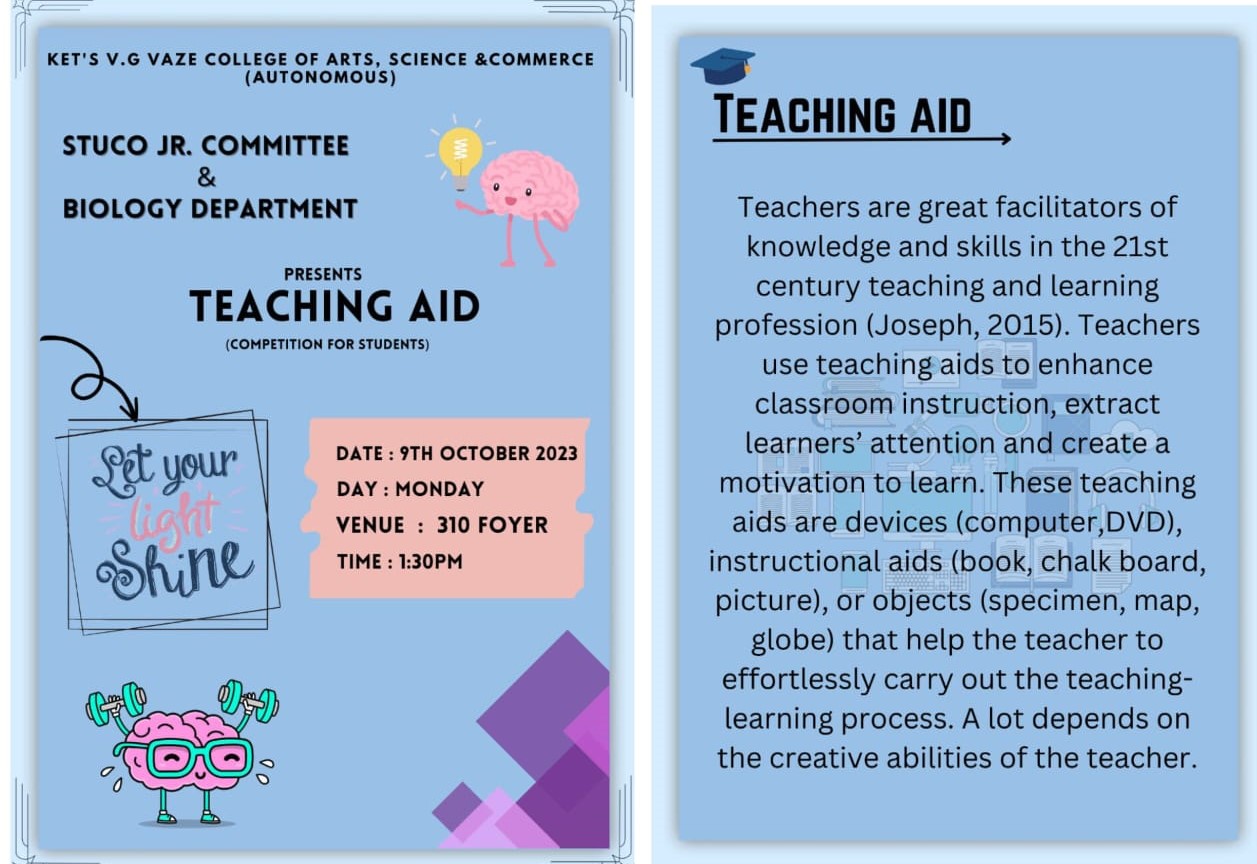 KET'S V.G VAZE COLLEGE OF ARTS, SCIENCE &COMMERCE
(AUTONOMOUS)
STUCO JR. COMMITTEE
&
BIOLOGY DEPARTMENT
PRESENTS
TEACHING AID
(COMPETITION FOR STUDENTS)
Let your
light
Shine
DATE : 9TH OCTOBER 2023
DAY : MONDAY
VENUE : 310 FOYER
TIME : 1:30PM
TEACHING AID
Teachers are great facilitators of
knowledge and skills in the 21st
century teaching and learning
profession (Joseph, 2015). Teachers
use teaching aids to enhance
classroom instruction, extract
learners’ attention and create a
motivation to learn. These teaching
aids are devices (computer,DVD),
instructional aids (book, chalk board,
picture), or objects (specimen, map,
globe) that help the teacher to
effortlessly carry out the teaching-
learning process. A lot depends on
the creative abilities of the teacher.